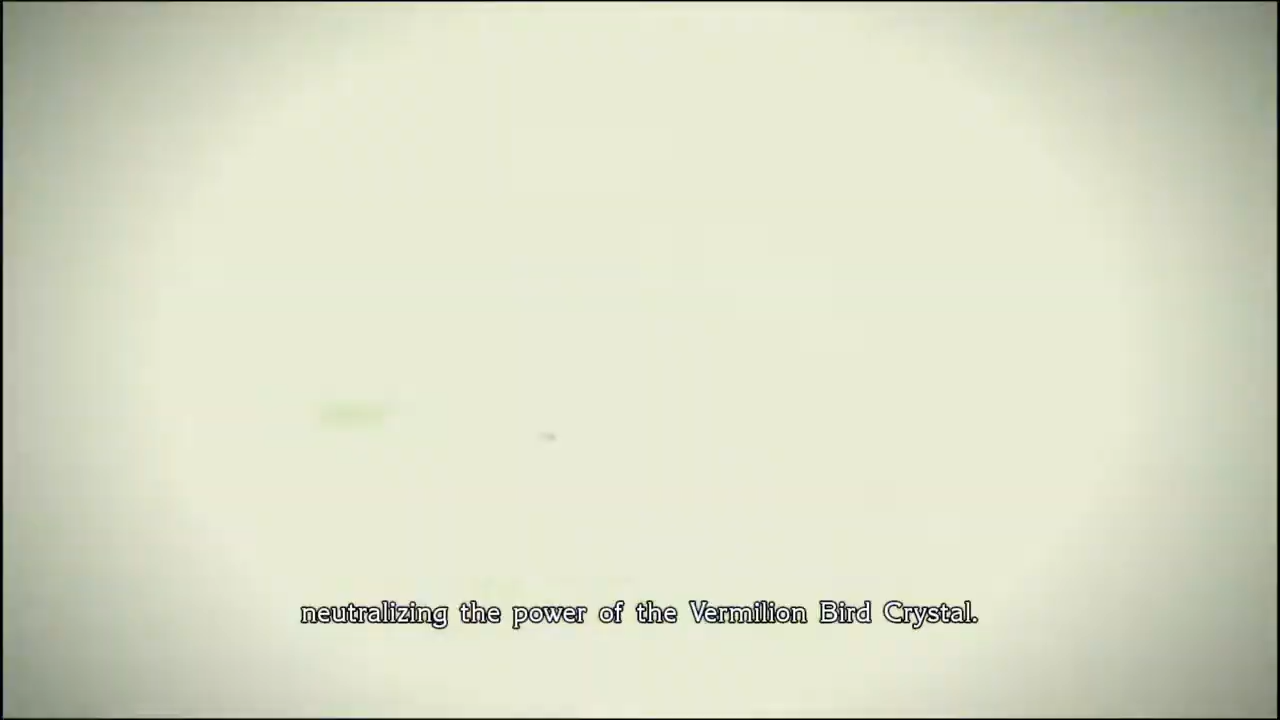 neutralizing the power of the Vermilion Bird Crystal.